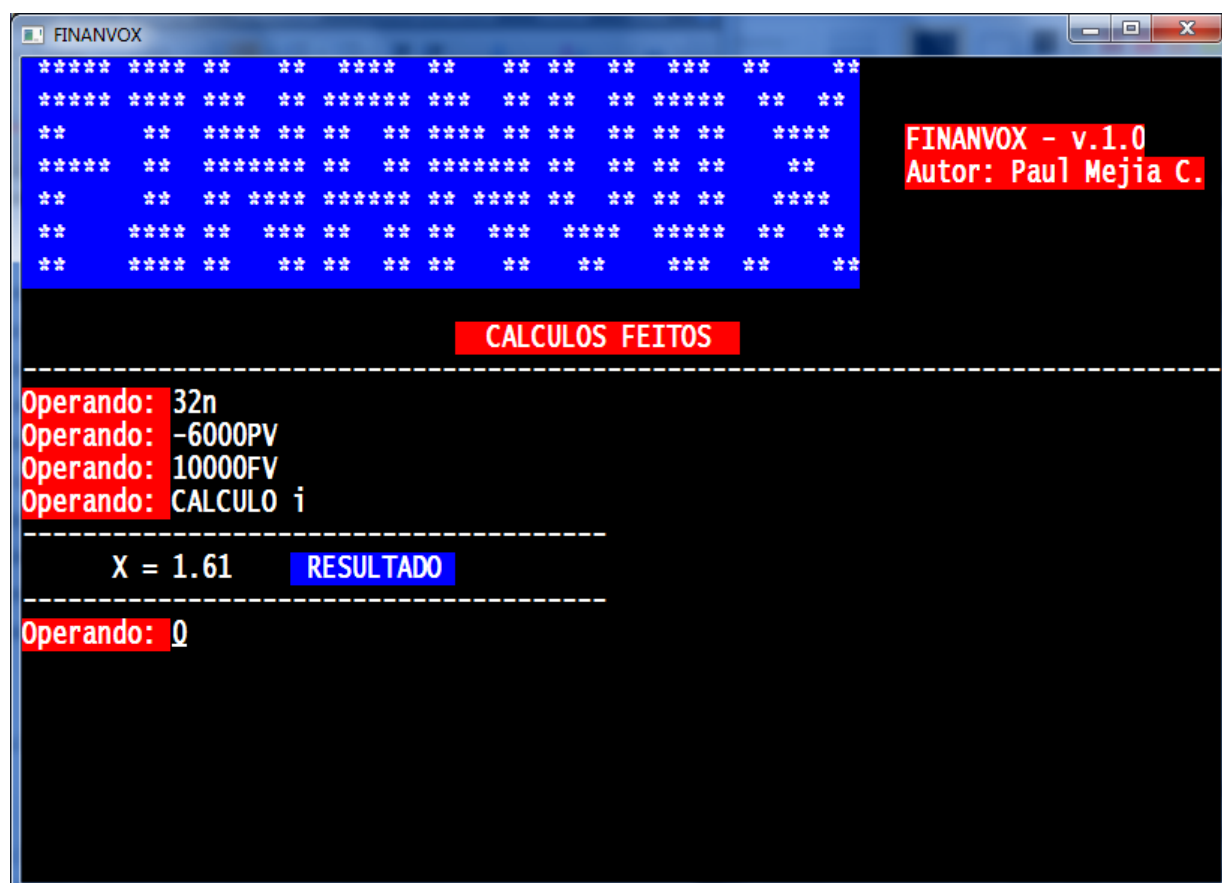 FINANVOX
FINANVOX
FINANVOX - v.1.0
Autor: Paul Mejia C.
CALCULOS FEITOS
Operando: 32n
Operando: -6000PV
Operando: 10000FV
Operando: CALCULO i
X = 1.61 RESULTADO
Operando: 0